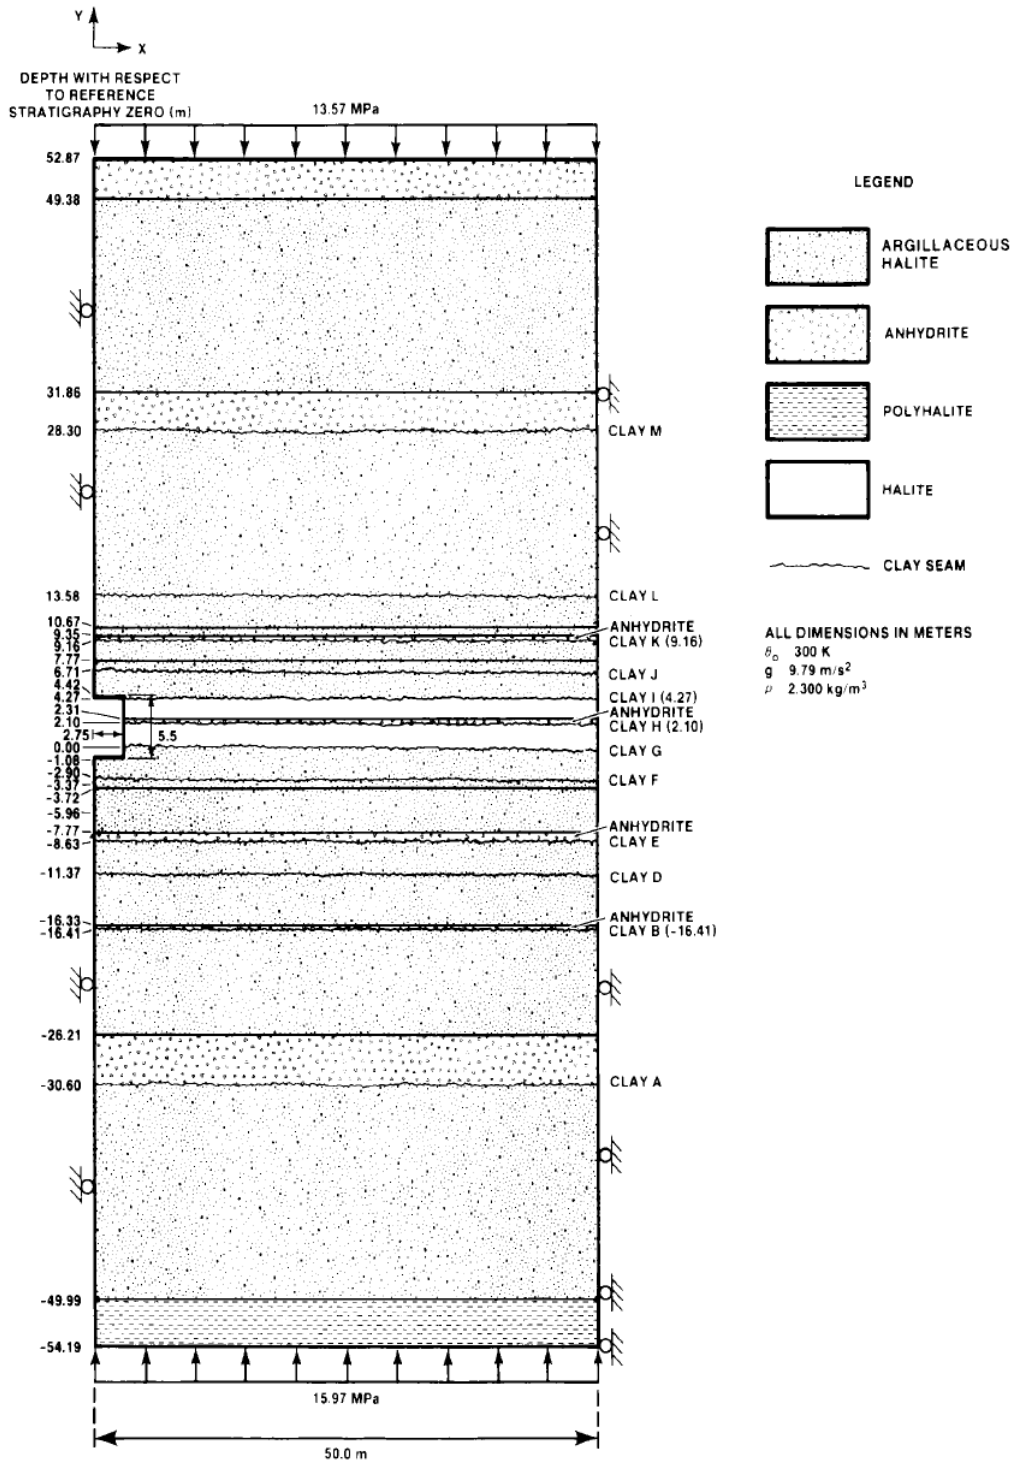 Y
X
DEPTH WITH RESPECT
TO REFERENCE
STRATIGRAPHY ZERO (m)
13.57 MPa
52.87
49.38
31.86
28.30
13.58
10.67
9.35
9.16
7.77
6.71
4.42
4.27
2.31
2.10
2.75
0.00
-1.08
-2.90
-3.37
-3.72
-5.96
-7.77
-8.63
-11.37
-16.33
-16.41
-26.21
-30.60
-49.99
-54.19
5.5
CLAY M
CLAY L
ANHYDRITE
CLAY K (9.16)
CLAY J
CLAY I (4.27)
ANHYDRITE
CLAY H (2.10)
CLAY G
CLAY F
ANHYDRITE
CLAY E
CLAY D
ANHYDRITE
CLAY B (-16.41)
CLAY A
15.97 MPa
50.0 m
LEGEND
ARGILLACEOUS
HALITE
ANHYDRITE
POLYHALITE
HALITE
CLAY SEAM
ALL DIMENSIONS IN METERS
θo 300 K
g 9.79 m/s²
ρ 2.300 kg/m³